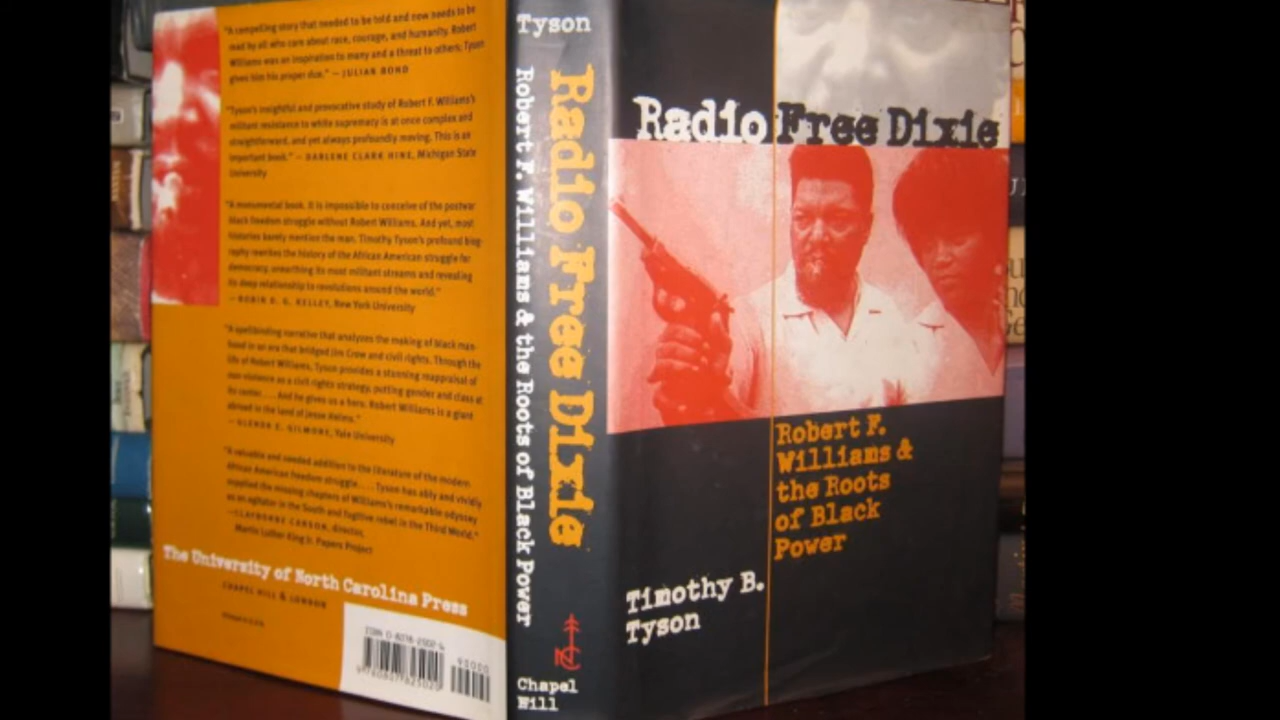 "A compelling story that needed to be told and now needs to be
read by all who care about race, courage, and humanity. Robert
Williams was an inspiration to many and a threat to others; Tyson
gives him his proper due." — JULIAN BOND
"Tyson's insightful and provocative study of Robert F. Williams's
militant resistance to white supremacy is at once complex and
straightforward, and yet always profoundly moving. This is an
important book." — DARLENE CLARK HINE, Michigan State
University
"A monumental book. It is impossible to conceive of the postwar
black freedom struggle without Robert Williams. And yet, most
histories barely mention the man. Timothy Tyson's profound biog-
raphy rewrites the history of the African American struggle for
democracy, unearthing its most militant streams and revealing
its deep relationship to revolutions around the world."
— ROBIN D. G. KELLEY, New York University
"A spellbinding narrative that analyzes the making of black man-
hood in an era that bridged Jim Crow and civil rights. Through the
life of Robert Williams, Tyson provides a stunning reappraisal of
non-violence as a civil rights strategy, putting gender and class at
its center. . . . And he gives us a hero. Robert Williams is a giant
abroad in the land of Jesse Helms."
— GLENDA E. GILMORE, Yale University
"A valuable and needed addition to the literature of the modern
African American freedom struggle. . . . Tyson has ably and vividly
supplied the missing chapters of Williams's remarkable odyssey
as an agitator in the South and fugitive rebel in the Third World."
—CLAYBORNE CARSON, director,
Martin Luther King Jr. Papers Project
The University of North Carolina Press
CHAPEL HILL & LONDON
ISBN 0-8078-2502-6
90000
Tyson
Radio Free Dixie
Robert F. Williams & the Roots of Black Power
Chapel
Hill
Radio Free Dixie
Robert F.
Williams &
the Roots
of Black
Power
Timothy B.
Tyson